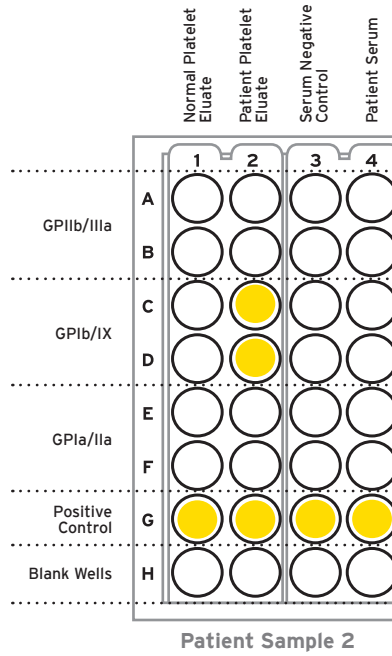 Normal Platelet
Eluate
Patient Platelet
Eluate
Serum Negative
Control
Patient Serum
1 2 3 4
A
GPIIb/IIIa
B
C
GPIb/IX
D
E
GPIa/IIa
F
Positive
Control
G
Blank Wells H
Patient Sample 2